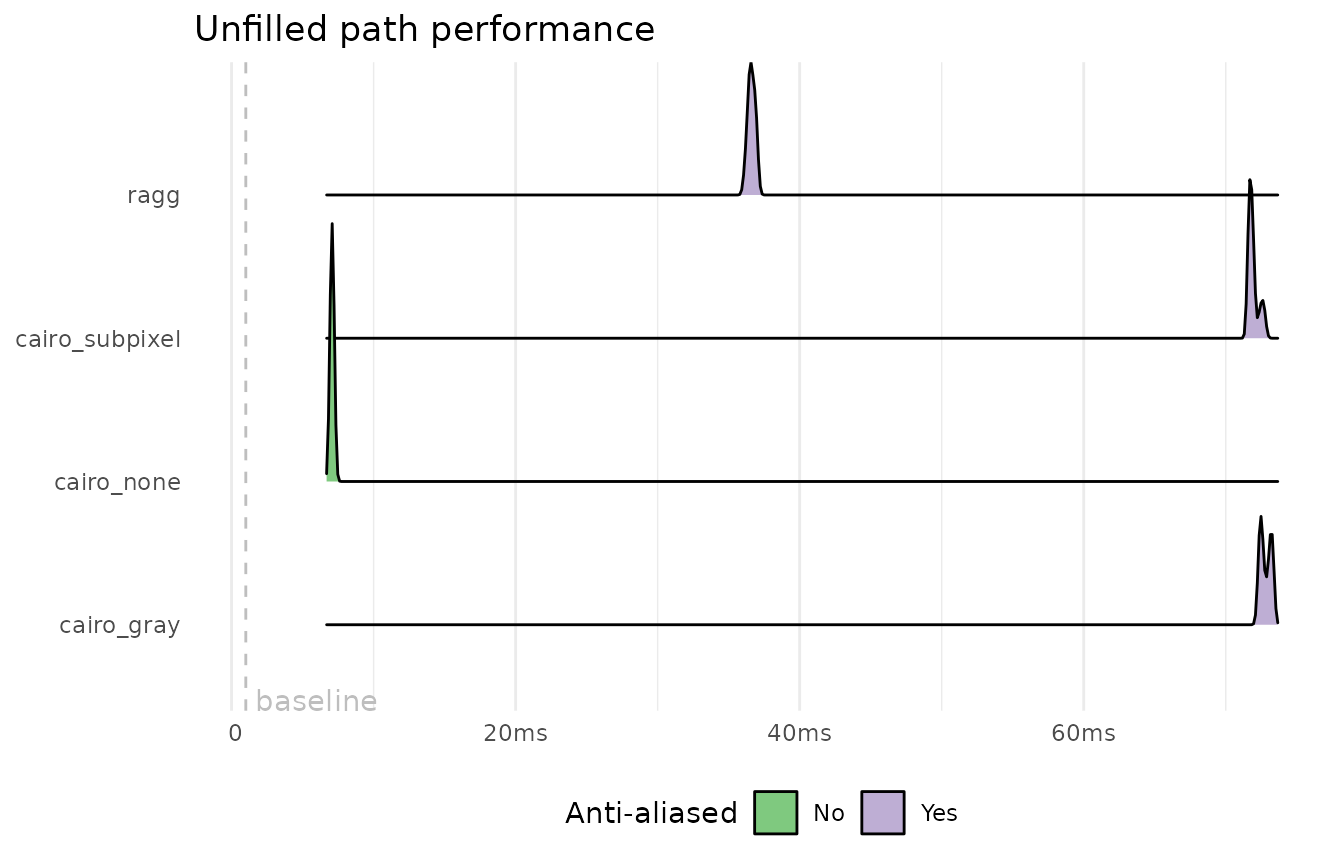 Unfilled path performance
ragg
cairo_subpixel
cairo_none
cairo_gray
baseline
0 20ms 40ms 60ms
Anti-aliased No Yes